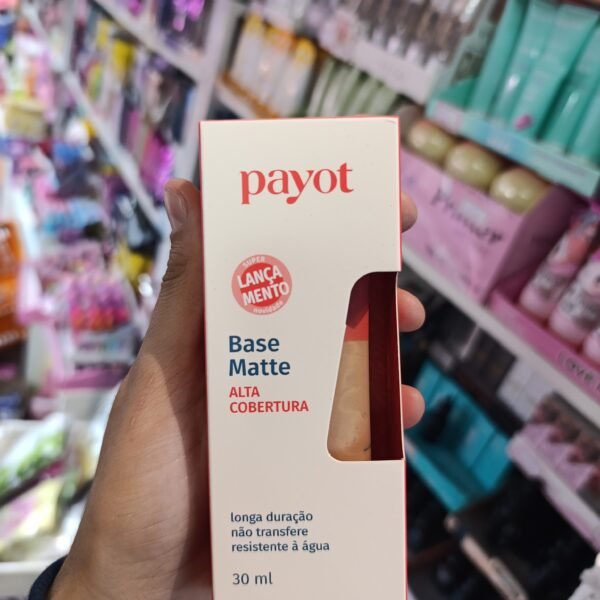 payot
SUPER
LANÇA
MENTO
novidade
Base
Matte
ALTA
COBERTURA
longa duração
não transfere
resistente à água
30 ml